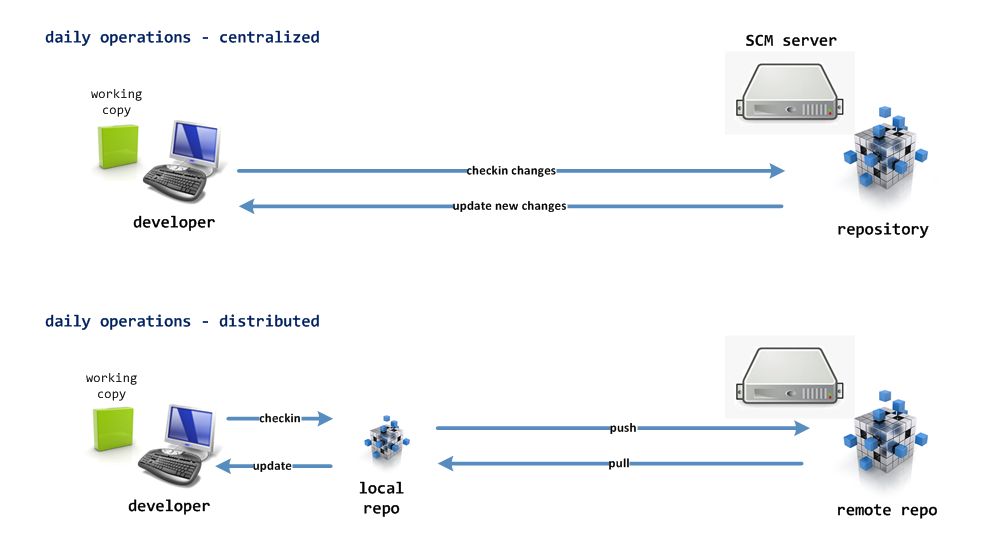 daily operations - centralized
SCM server
working
copy
checkin changes
update new changes
developer
repository
daily operations - distributed
working
copy
checkin
push
update
pull
developer
local
repo
remote repo